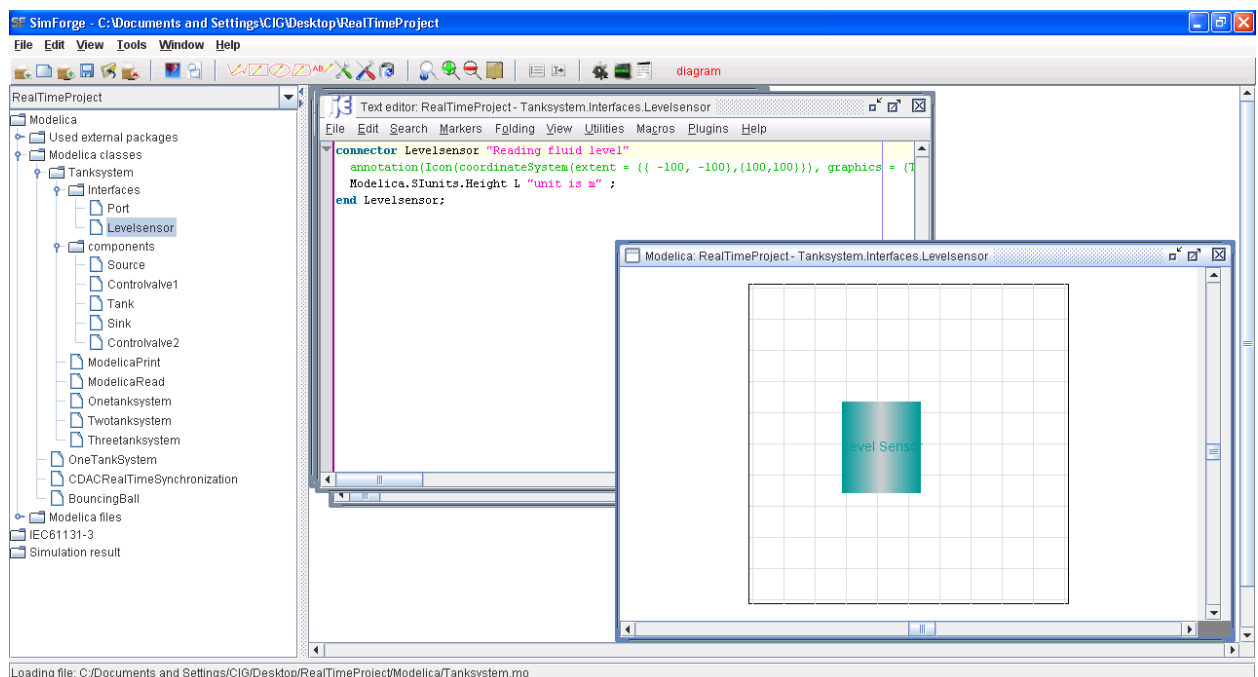 SF SimForge - C:\Documents and Settings\CIG\Desktop\RealTimeProject
File Edit View Tools Window Help
AB
diagram
RealTimeProject
Modelica
Used external packages
Modelica classes
Tanksystem
Interfaces
Port
Levelsensor
components
Source
Controlvalve1
Tank
Sink
Controlvalve2
ModelicaPrint
ModelicaRead
Onetanksystem
Twotanksystem
Threetanksystem
OneTankSystem
CDACRealTimeSynchronization
BouncingBall
Modelica files
IEC61131-3
Simulation result
jE Text editor: RealTimeProject - Tanksystem.Interfaces.Levelsensor
File Edit Search Markers Folding View Utilities Macros Plugins Help
connector Levelsensor "Reading fluid level"
annotation(Icon(coordinateSystem(extent = {{ -100, -100},{100,100}}), graphics = {T
Modelica.SIunits.Height L "unit is m" ;
end Levelsensor;
Modelica: RealTimeProject - Tanksystem.Interfaces.Levelsensor
Level Sensor
Loading file: C:/Documents and Settings/CIG/Desktop/RealTimeProject/Modelica/Tanksystem.mo